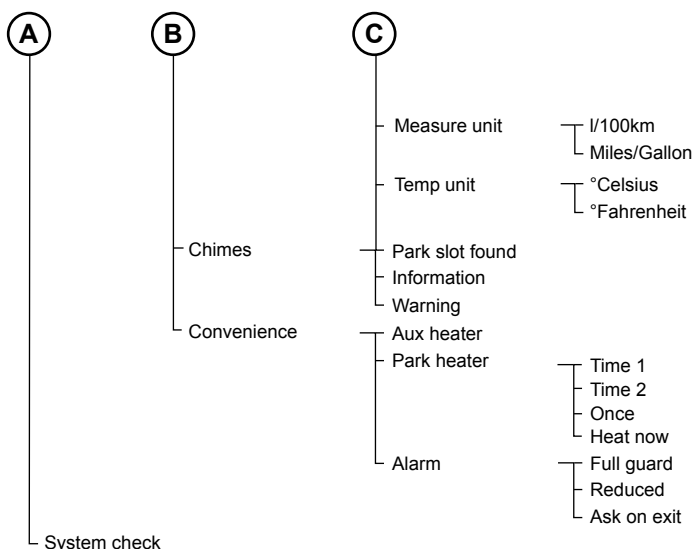 A B C
Measure unit l/100km
Miles/Gallon
Temp unit °Celsius
°Fahrenheit
Chimes Park slot found
Information
Warning
Convenience Aux heater
Park heater Time 1
Time 2
Once
Heat now
Alarm Full guard
Reduced
Ask on exit
System check